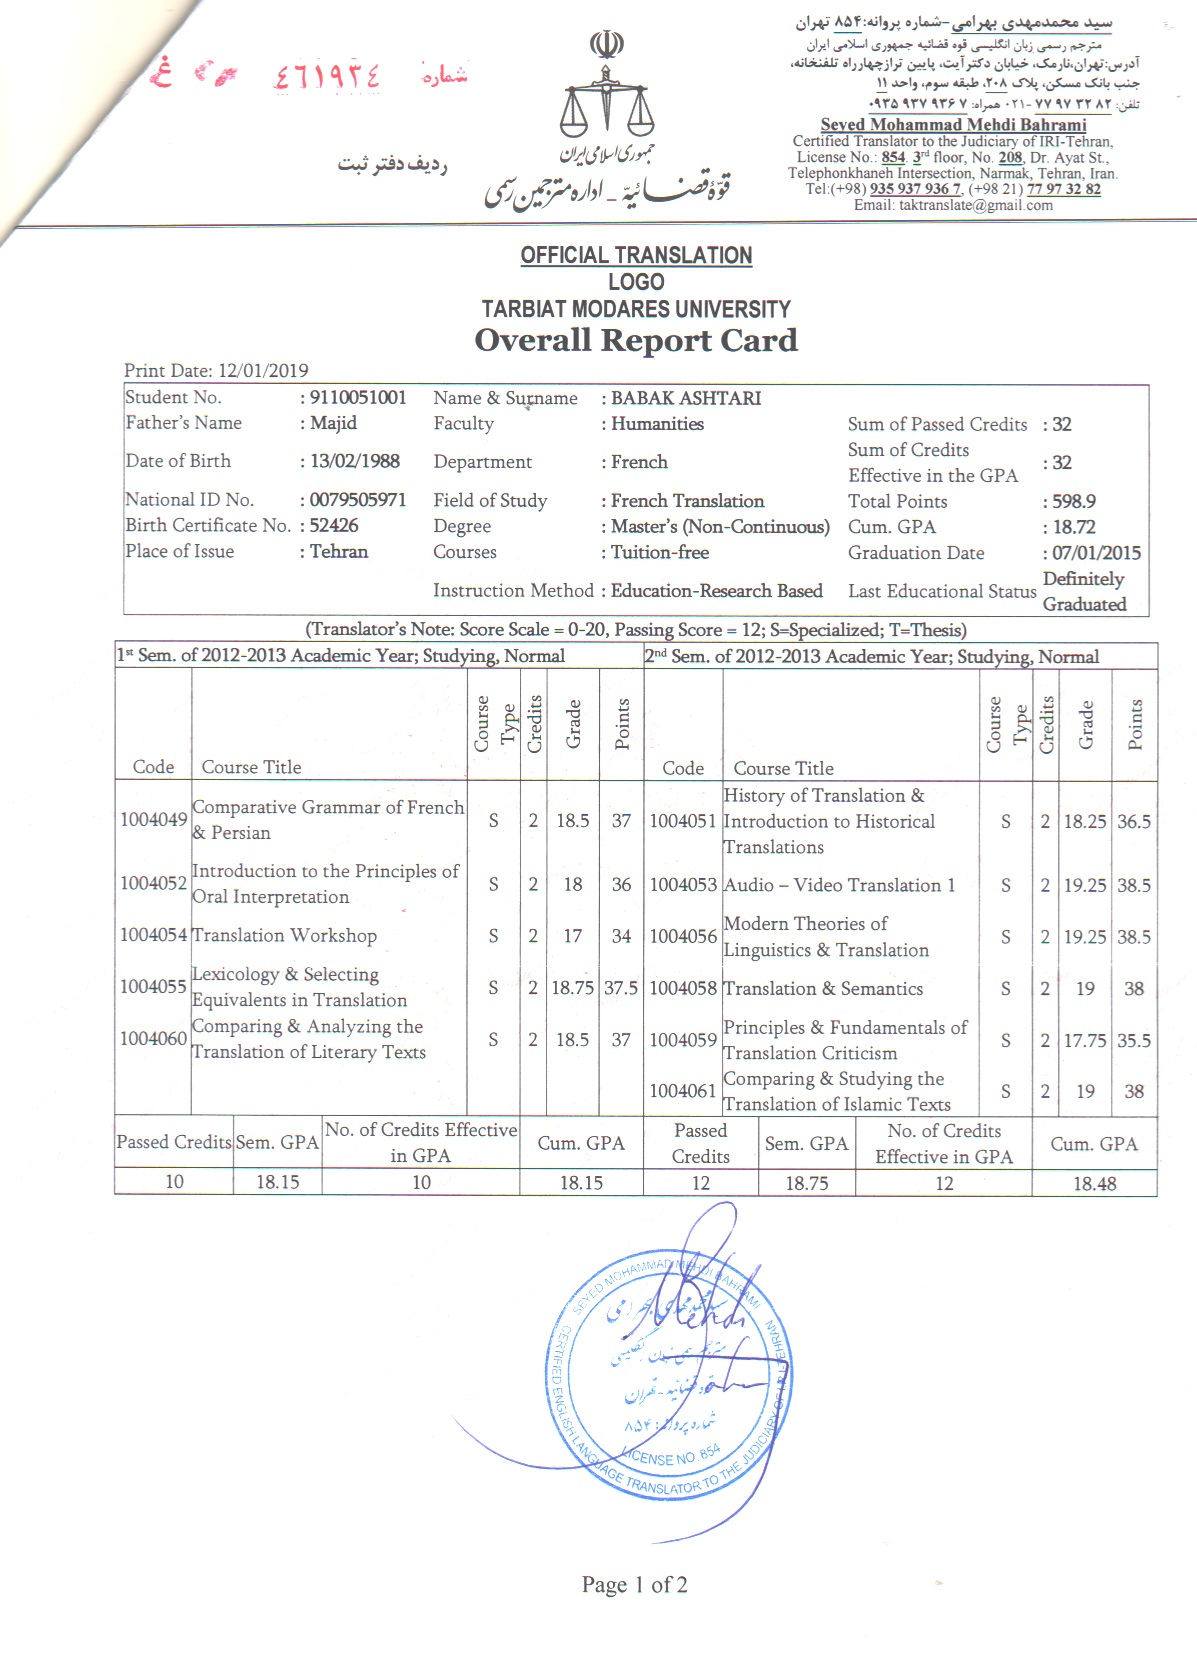 سید محمدمهدی بهرامی–شماره پروانه:۸۵۴ تهران
مترجم رسمی زبان انگلیسی قوه قضائیه جمهوری اسلامی ایران
آدرس:تهران،نارمک، خیابان دکترآیت، پایین ترازچهارراه تلفنخانه،
جنب بانک مسکن، پلاک ۲۰۸، طبقه سوم، واحد ۱۱
تلفن: ۸۲ ۳۲ ۹۷ ۷۷ -۰۲۱ همراه: ۷ ۹۳۶ ۹۳۷ ۰۹۳۵
Seyed Mohammad Mehdi Bahrami
Certified Translator to the Judiciary of IRI-Tehran,
License No.: 854. 3rd floor, No. 208, Dr. Ayat St.,
Telephonkhaneh Intersection, Narmak, Tehran, Iran.
Tel:(+98) 935 937 936 7, (+98 21) 77 97 32 82
Email: taktranslate@gmail.com
شماره ٤٦١٩٣٤
ردیف دفتر ثبت
جمهوری اسلامی ایران
قوّۀ قضائیّه – اداره مترجمین رسمی
OFFICIAL TRANSLATION
LOGO
TARBIAT MODARES UNIVERSITY
Overall Report Card
Print Date: 12/01/2019
Student No. : 9110051001 Name & Surname : BABAK ASHTARI
Father's Name : Majid Faculty : Humanities Sum of Passed Credits : 32
Date of Birth : 13/02/1988 Department : French Sum of Credits Effective in the GPA : 32
National ID No. : 0079505971 Field of Study : French Translation Total Points : 598.9
Birth Certificate No. : 52426 Degree : Master's (Non-Continuous) Cum. GPA : 18.72
Place of Issue : Tehran Courses : Tuition-free Graduation Date : 07/01/2015
Instruction Method : Education-Research Based Last Educational Status Definitely Graduated
(Translator's Note: Score Scale = 0-20, Passing Score = 12; S=Specialized; T=Thesis)
1st Sem. of 2012-2013 Academic Year; Studying, Normal
Code Course Title Course Type Credits Grade Points
1004049 Comparative Grammar of French & Persian S 2 18.5 37
1004052 Introduction to the Principles of Oral Interpretation S 2 18 36
1004054 Translation Workshop S 2 17 34
1004055 Lexicology & Selecting Equivalents in Translation S 2 18.75 37.5
1004060 Comparing & Analyzing the Translation of Literary Texts S 2 18.5 37
Passed Credits Sem. GPA No. of Credits Effective in GPA Cum. GPA
10 18.15 10 18.15
2nd Sem. of 2012-2013 Academic Year; Studying, Normal
Code Course Title Course Type Credits Grade Points
1004051 History of Translation & Introduction to Historical Translations S 2 18.25 36.5
1004053 Audio – Video Translation 1 S 2 19.25 38.5
1004056 Modern Theories of Linguistics & Translation S 2 19.25 38.5
1004058 Translation & Semantics S 2 19 38
1004059 Principles & Fundamentals of Translation Criticism S 2 17.75 35.5
1004061 Comparing & Studying the Translation of Islamic Texts S 2 19 38
Passed Credits Sem. GPA No. of Credits Effective in GPA Cum. GPA
12 18.75 12 18.48
SEYED MOHAMMAD MEHDI BAHRAMI
CERTIFIED ENGLISH LANGUAGE TRANSLATOR TO THE JUDICIARY OF I.R.I-TEHRAN
سید محمد مهدی بهرامی
مترجم رسمی زبان انگلیسی
قوه قضائیه - تهران
شماره پروانه: ۸۵۴
LICENSE NO. 854
Page 1 of 2